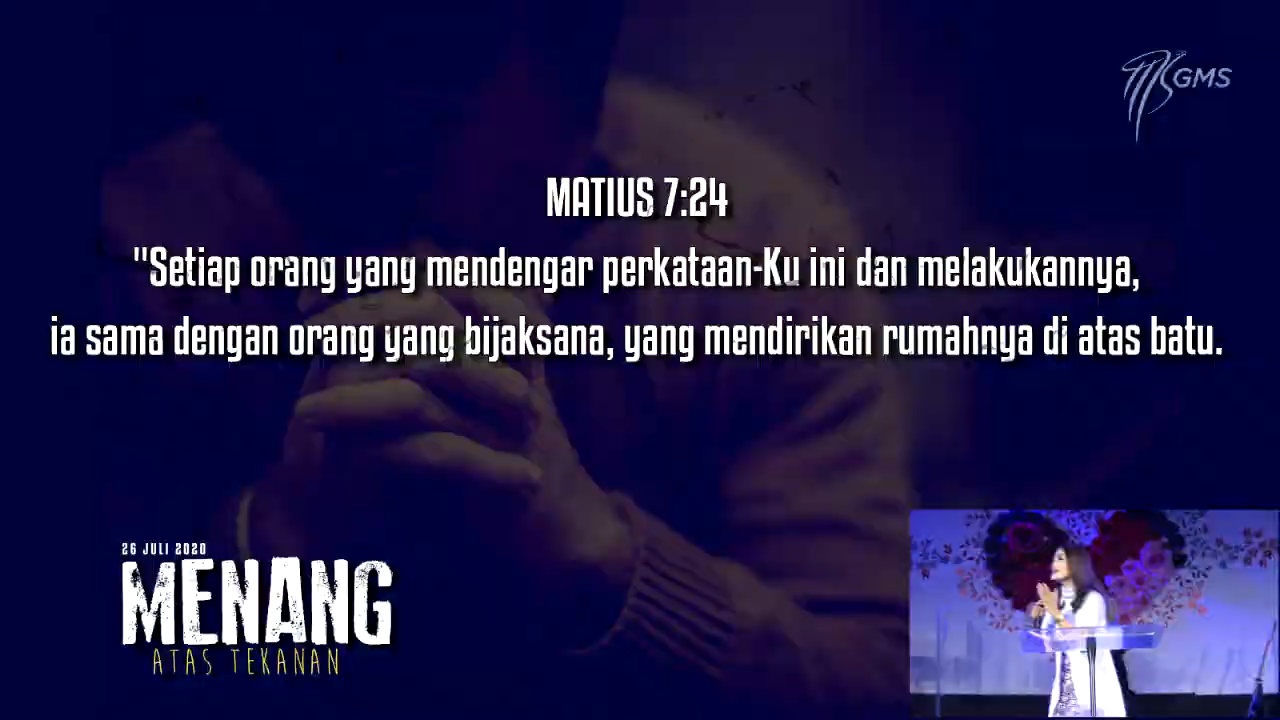 GMS
MATIUS 7:24
"Setiap orang yang mendengar perkataan-Ku ini dan melakukannya,
ia sama dengan orang yang bijaksana, yang mendirikan rumahnya di atas batu.
26 JULI 2020
MENANG
ATAS TEKANAN